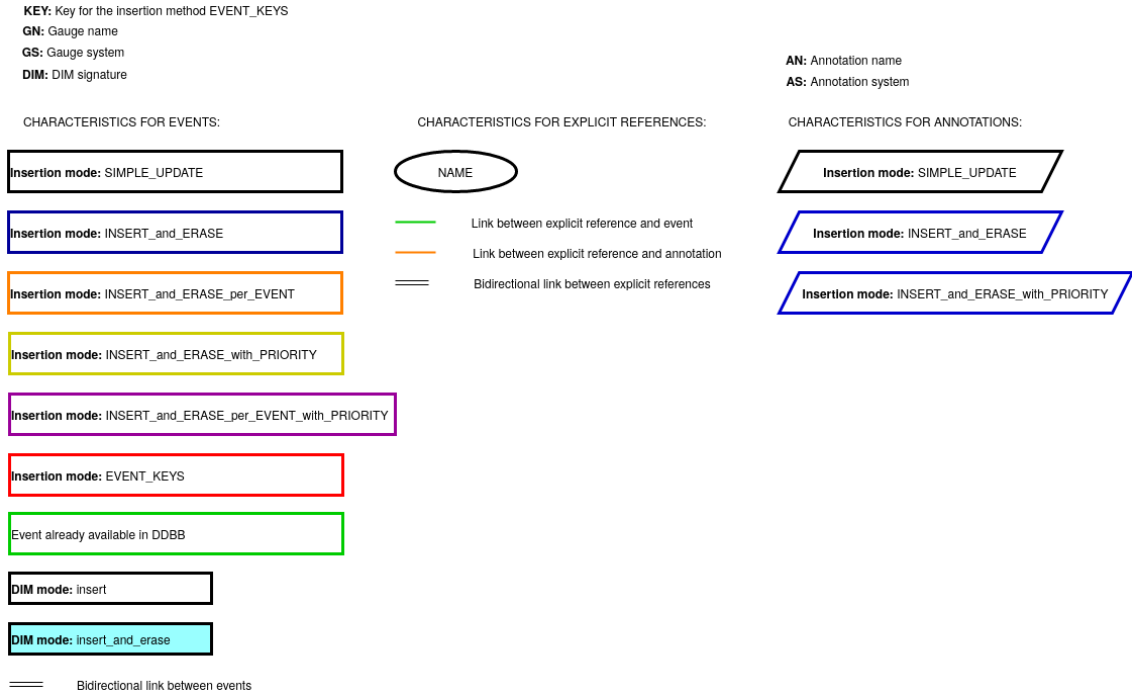 KEY: Key for the insertion method EVENT_KEYS
GN: Gauge name
GS: Gauge system
DIM: DIM signature
AN: Annotation name
AS: Annotation system
CHARACTERISTICS FOR EVENTS:
Insertion mode: SIMPLE_UPDATE
Insertion mode: INSERT_and_ERASE
Insertion mode: INSERT_and_ERASE_per_EVENT
Insertion mode: INSERT_and_ERASE_with_PRIORITY
Insertion mode: INSERT_and_ERASE_per_EVENT_with_PRIORITY
Insertion mode: EVENT_KEYS
Event already available in DDBB
DIM mode: insert
DIM mode: insert_and_erase
Bidirectional link between events
CHARACTERISTICS FOR EXPLICIT REFERENCES:
NAME
Link between explicit reference and event
Link between explicit reference and annotation
Bidirectional link between explicit references
CHARACTERISTICS FOR ANNOTATIONS:
Insertion mode: SIMPLE_UPDATE
Insertion mode: INSERT_and_ERASE
Insertion mode: INSERT_and_ERASE_with_PRIORITY